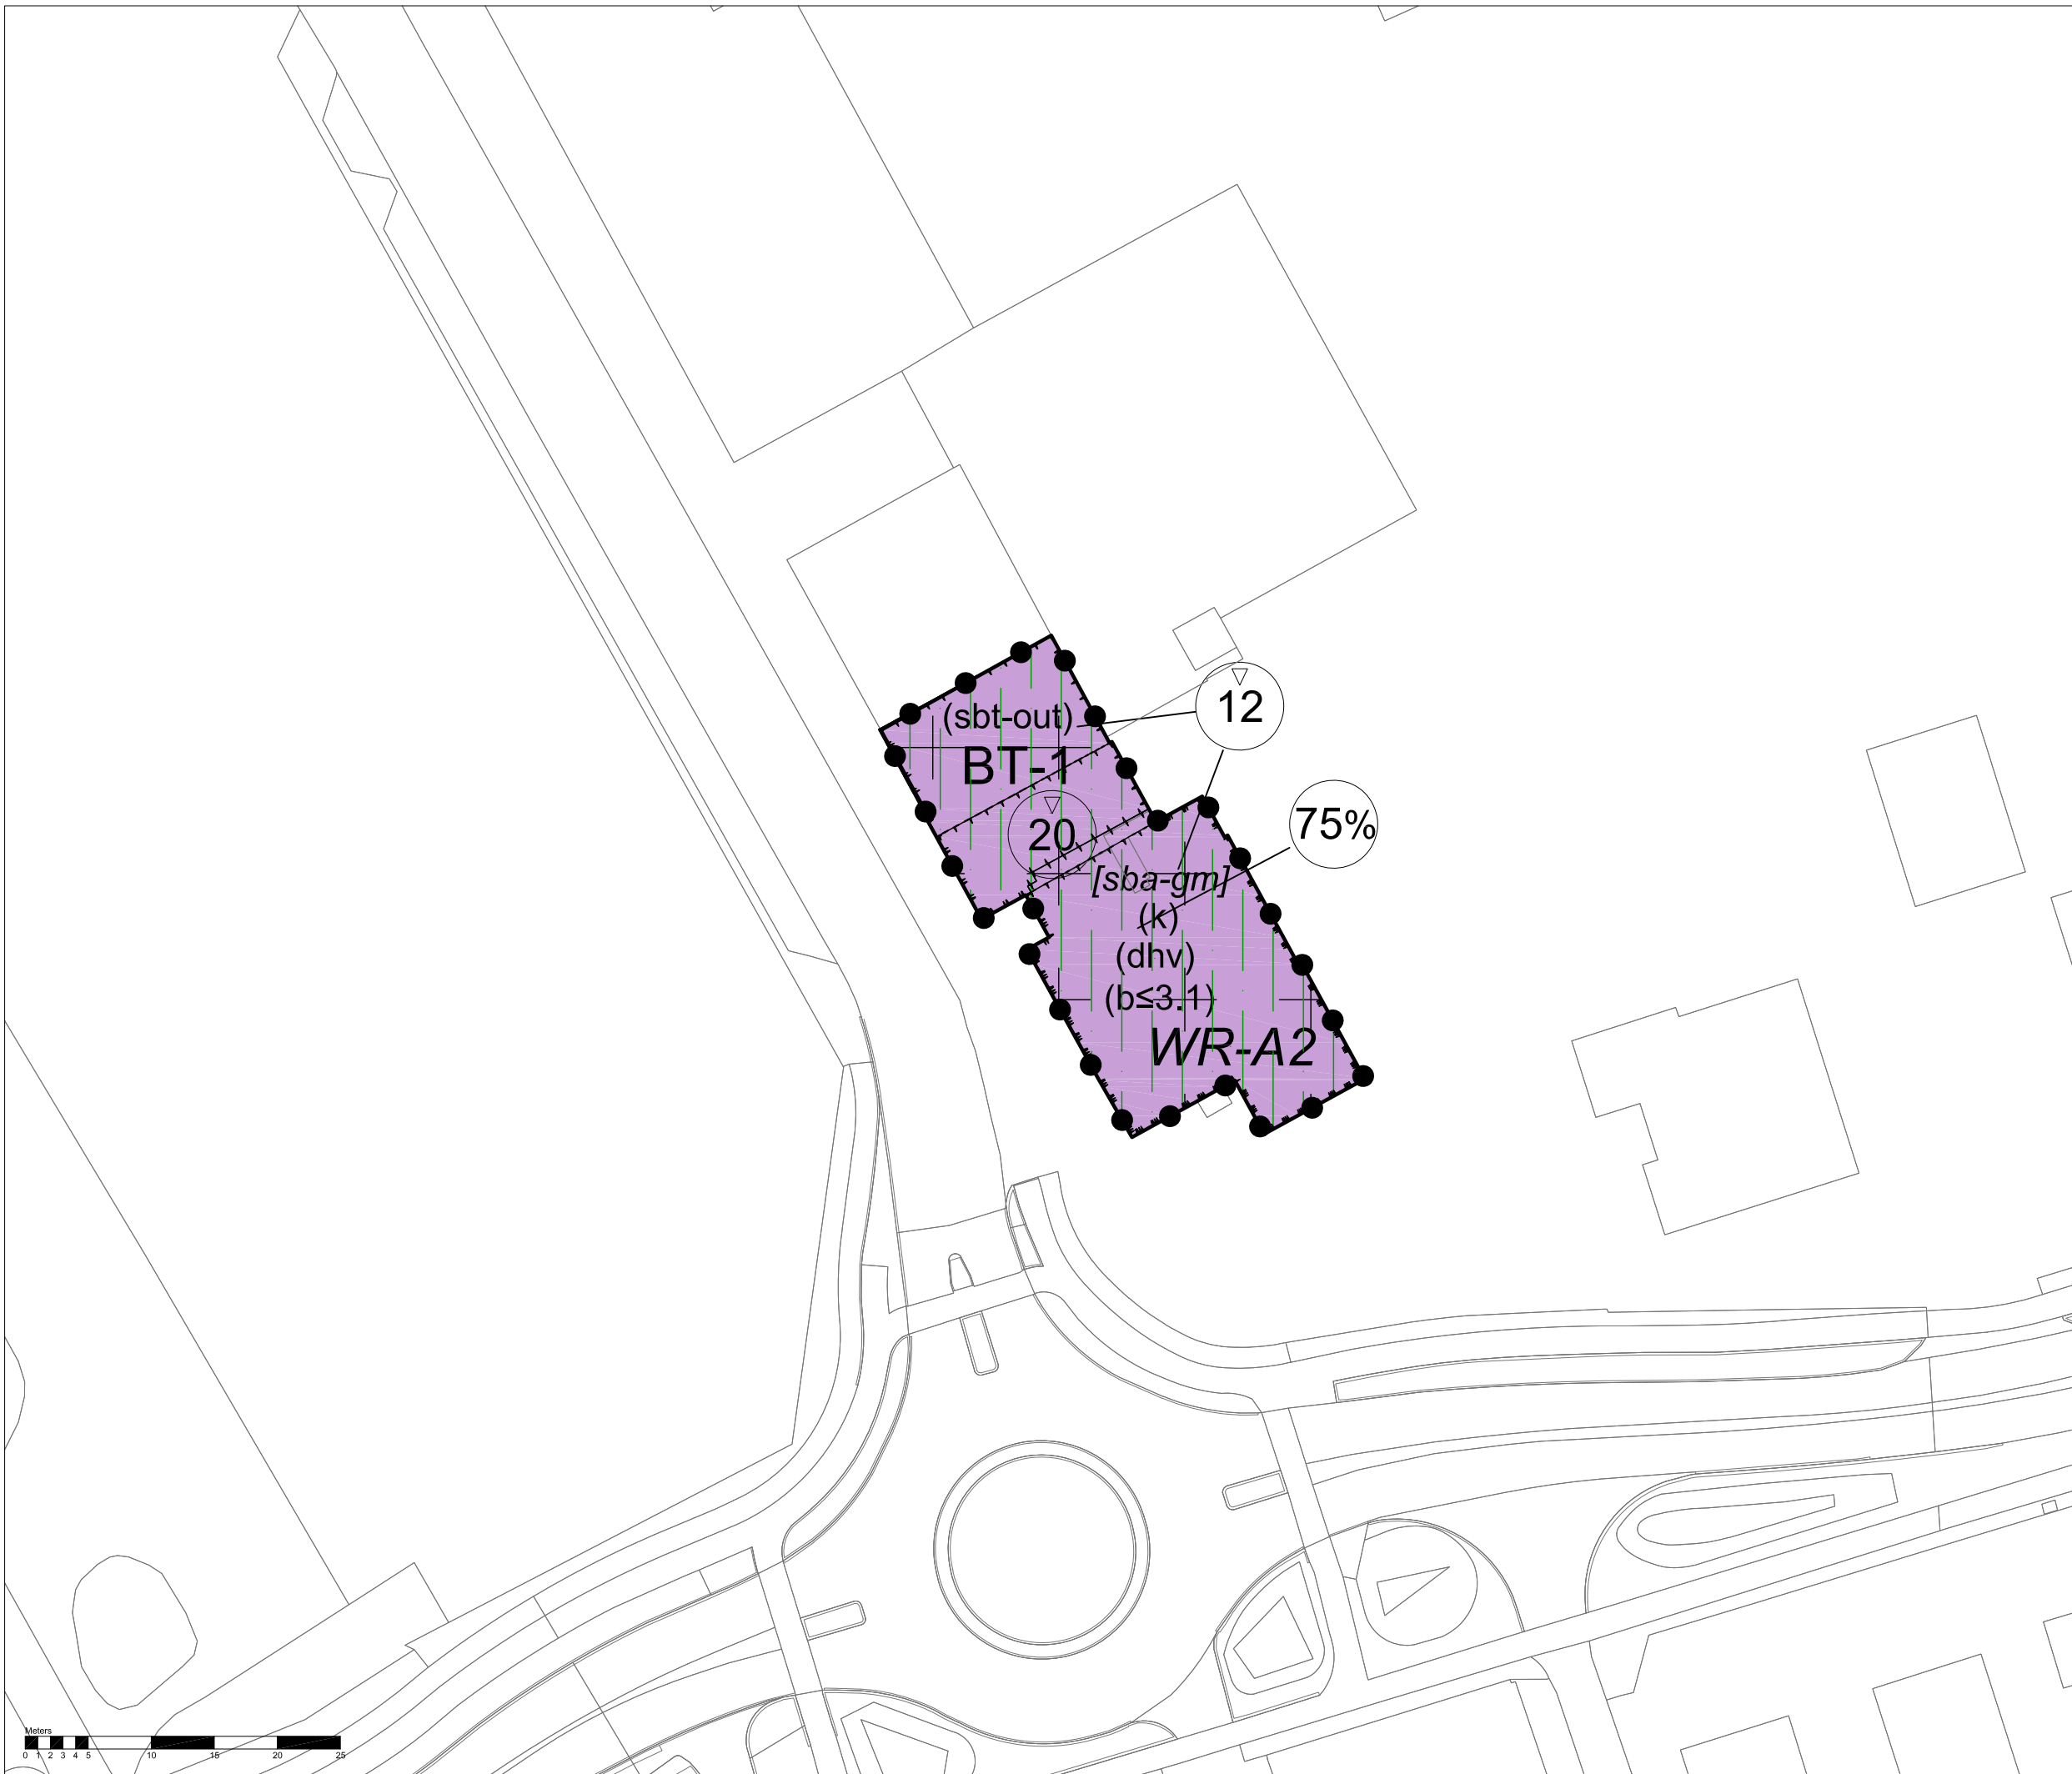 (sbt-out)
12
BT-1
20
75%
[sba-gm]
(k)
(dhv)
(b≤3.1)
WR-A2
Meters
0 1 2 3 4 5 10 15 20 25